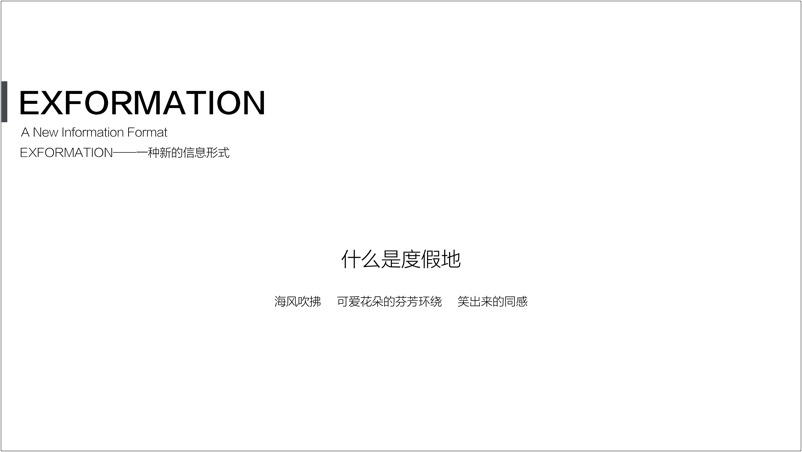 EXFORMATION
A New Information Format
EXFORMATION——一种新的信息形式
什么是度假地
海风吹拂 可爱花朵的芬芳环绕 笑出来的同感